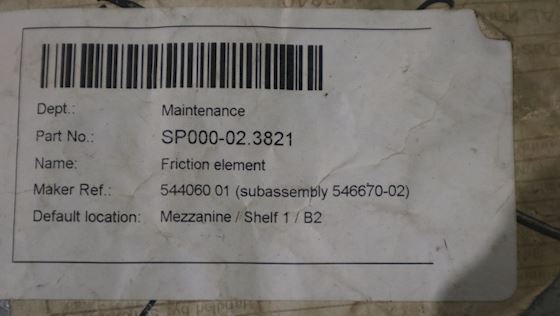 Dept.: Maintenance
Part No.: SP000-02.3821
Name: Friction element
Maker Ref.: 544060 01 (subassembly 546670-02)
Default location: Mezzanine / Shelf 1 / B2